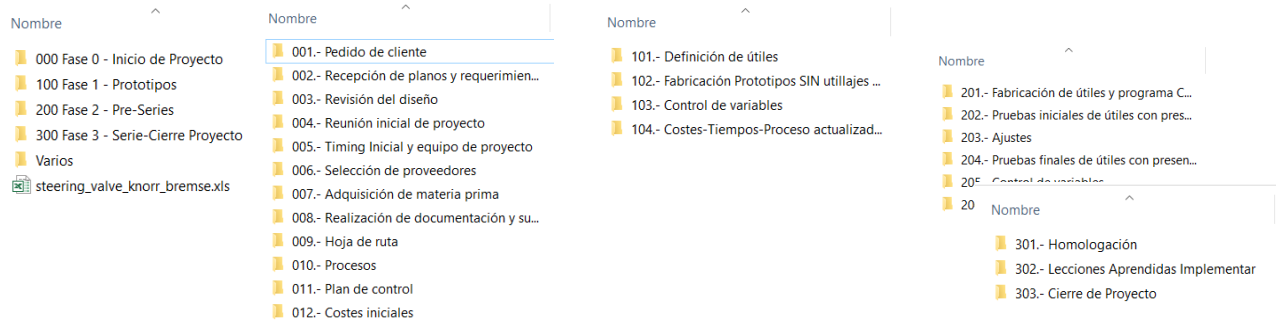 Nombre
000 Fase 0 - Inicio de Proyecto
100 Fase 1 - Prototipos
200 Fase 2 - Pre-Series
300 Fase 3 - Serie-Cierre Proyecto
Varios
steering_valve_knorr_bremse.xls
Nombre
001.- Pedido de cliente
002.- Recepción de planos y requerimien...
003.- Revisión del diseño
004.- Reunión inicial de proyecto
005.- Timing Inicial y equipo de proyecto
006.- Selección de proveedores
007.- Adquisición de materia prima
008.- Realización de documentación y su...
009.- Hoja de ruta
010.- Procesos
011.- Plan de control
012.- Costes iniciales
Nombre
101.- Definición de útiles
102.- Fabricación Prototipos SIN utillajes ...
103.- Control de variables
104.- Costes-Tiempos-Proceso actualizad...
Nombre
201.- Fabricación de útiles y programa C...
202.- Pruebas iniciales de útiles con pres...
203.- Ajustes
204.- Pruebas finales de útiles con presen...
205.- Control de variables
20
Nombre
301.- Homologación
302.- Lecciones Aprendidas Implementar
303.- Cierre de Proyecto